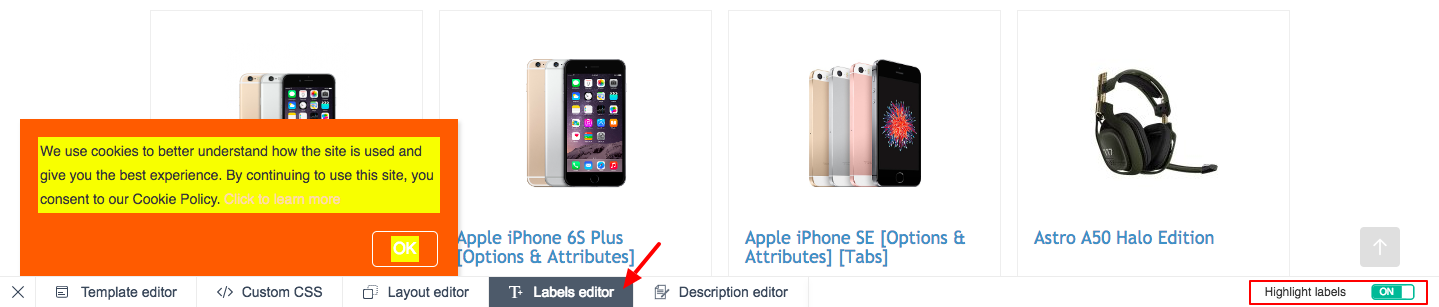 We use cookies to better understand how the site is used and
give you the best experience. By continuing to use this site, you
consent to our Cookie Policy. Click to learn more
OK
Apple iPhone 6S Plus
[Options & Attributes]
Apple iPhone SE [Options &
Attributes] [Tabs]
Astro A50 Halo Edition
Template editor
Custom CSS
Layout editor
Labels editor
Description editor
Highlight labels
ON